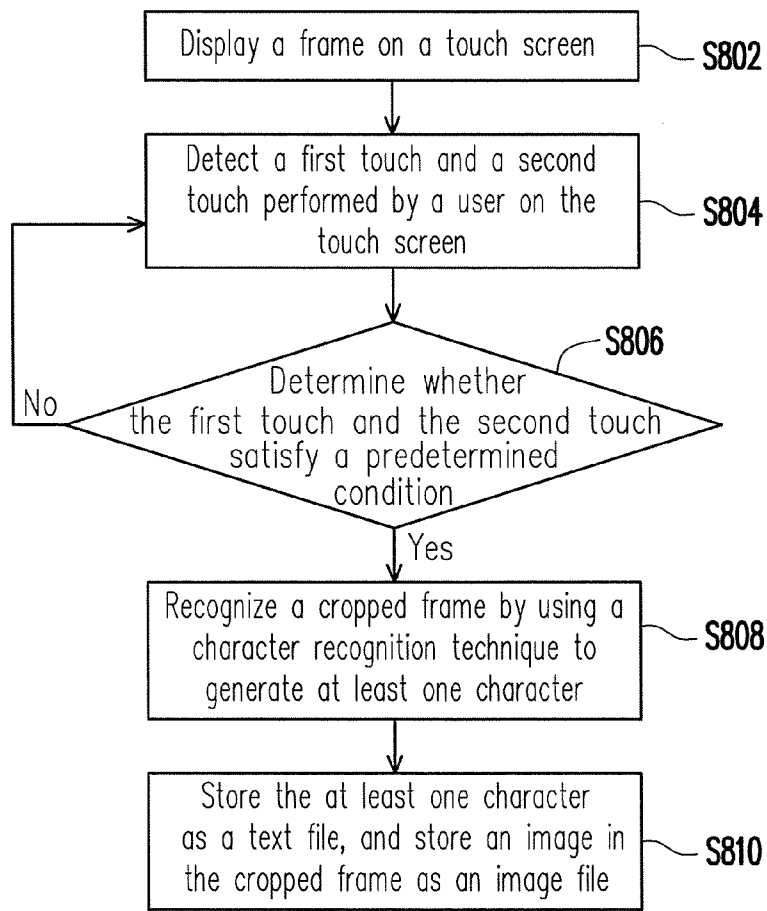 Display a frame on a touch screen
S802
Detect a first touch and a second
touch performed by a user on the
touch screen
S804
S806
Determine whether
the first touch and the second touch
satisfy a predetermined
condition
No
Yes
Recognize a cropped frame by using a
character recognition technique to
generate at least one character
S808
Store the at least one character
as a text file, and store an image in
the cropped frame as an image file
S810